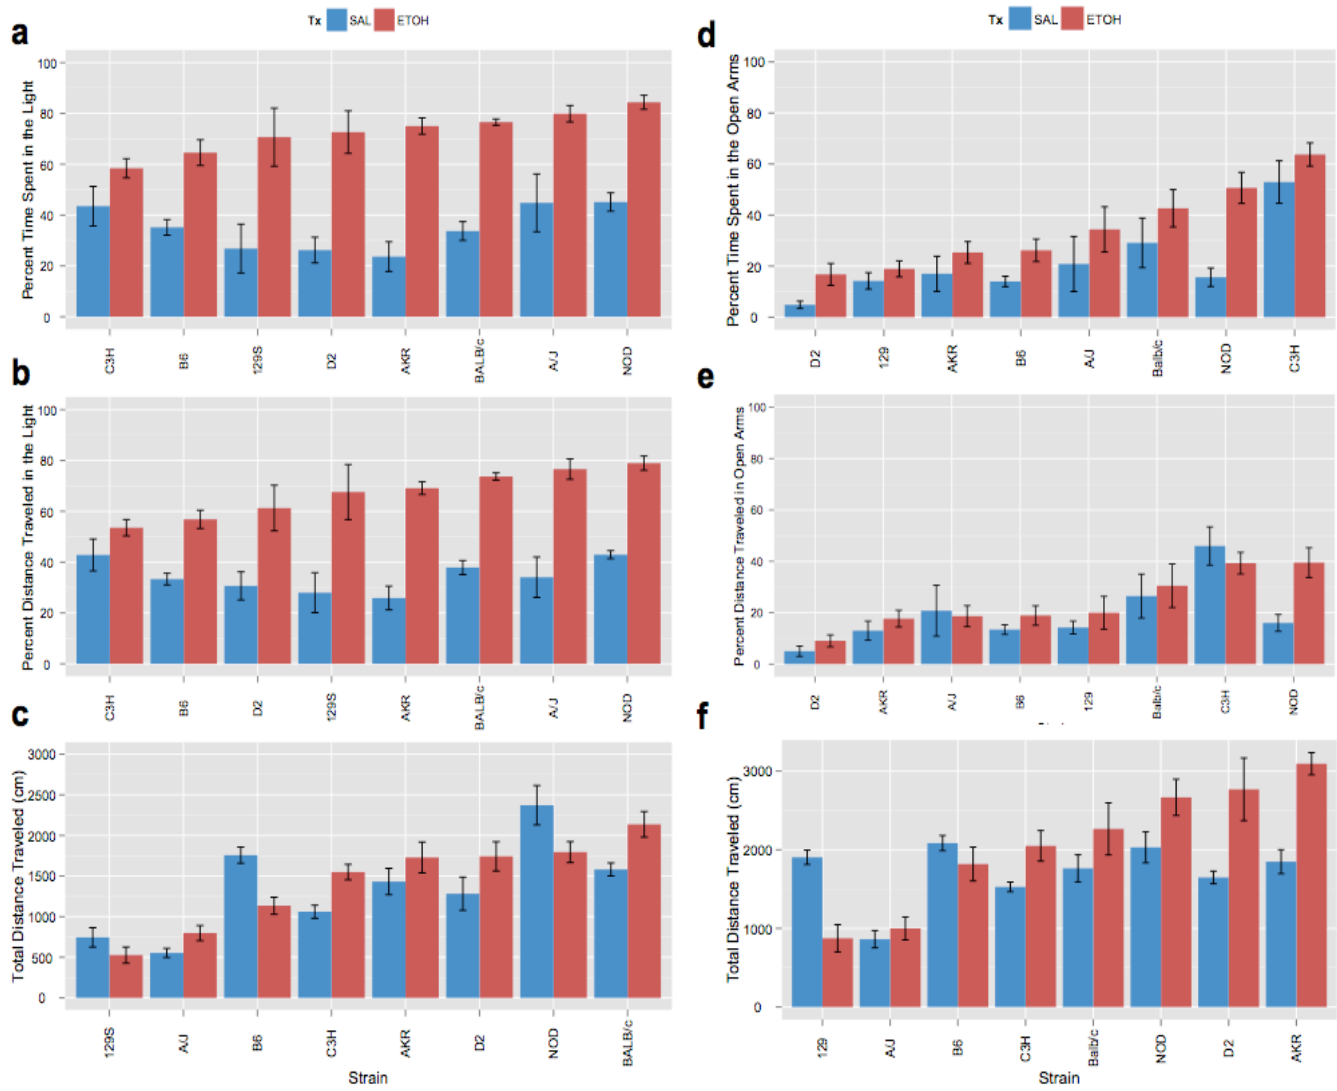 Tx SAL ETOH
a
Percent Time Spent in the Light
100
80
60
40
20
0
C3H B6 129S D2 AKR BALB/c A/J NOD
b
Percent Distance Traveled in the Light
100
80
60
40
20
0
C3H B6 D2 129S AKR BALB/c A/J NOD
c
Total Distance Traveled (cm)
3000
2500
2000
1500
1000
500
0
129S A/J B6 C3H AKR D2 NOD BALB/c
Strain
Tx SAL ETOH
d
Percent Time Spent in the Open Arms
100
80
60
40
20
0
D2 129 AKR B6 A/J Balb/c NOD C3H
e
Percent Distance Traveled in Open Arms
100
80
60
40
20
0
D2 AKR A/J B6 129 Balb/c C3H NOD
f
Total Distance Traveled (cm)
3000
2000
1000
0
129 A/J B6 C3H Balb/c NOD D2 AKR
Strain